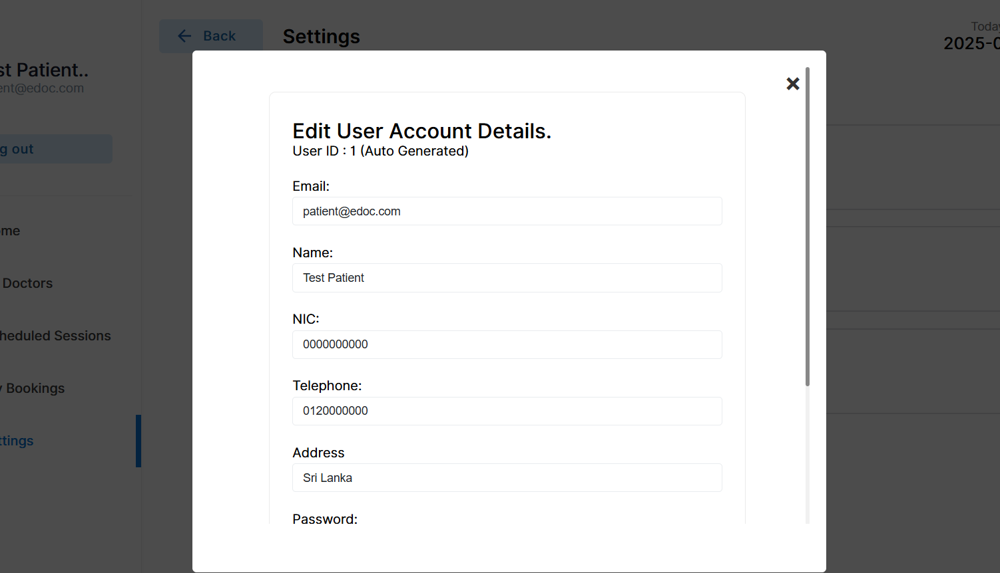 Back
Settings
Today
2025-0
st Patient..
ent@edoc.com
g out
me
Doctors
heduled Sessions
y Bookings
ttings
Edit User Account Details.
User ID : 1 (Auto Generated)
Email:
patient@edoc.com
Name:
Test Patient
NIC:
0000000000
Telephone:
0120000000
Address
Sri Lanka
Password: